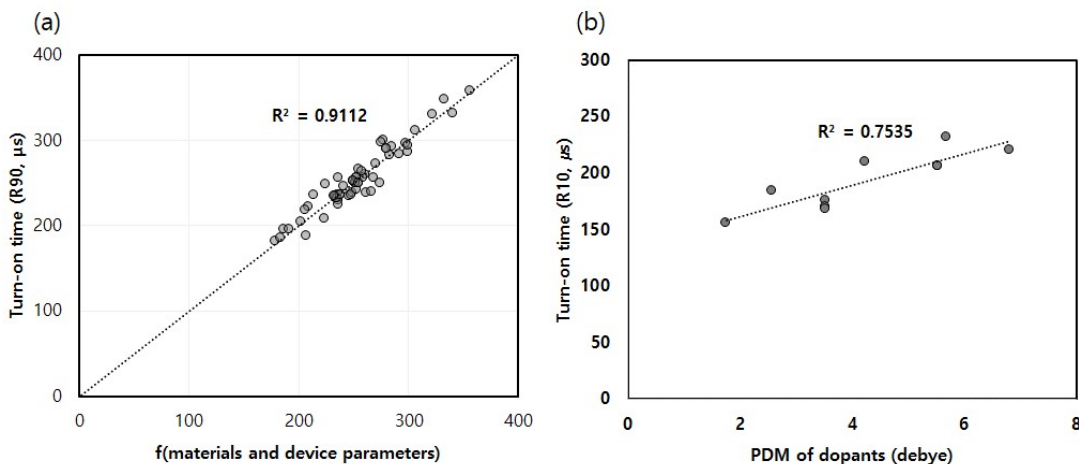 (a)
400
300
200
100
0
R² = 0.9112
Turn-on time (R90, μs)
0 100 200 300 400
f(materials and device parameters)
(b)
300
250
200
150
100
50
0
R² = 0.7535
Turn-on time (R10, μs)
0 2 4 6 8
PDM of dopants (debye)